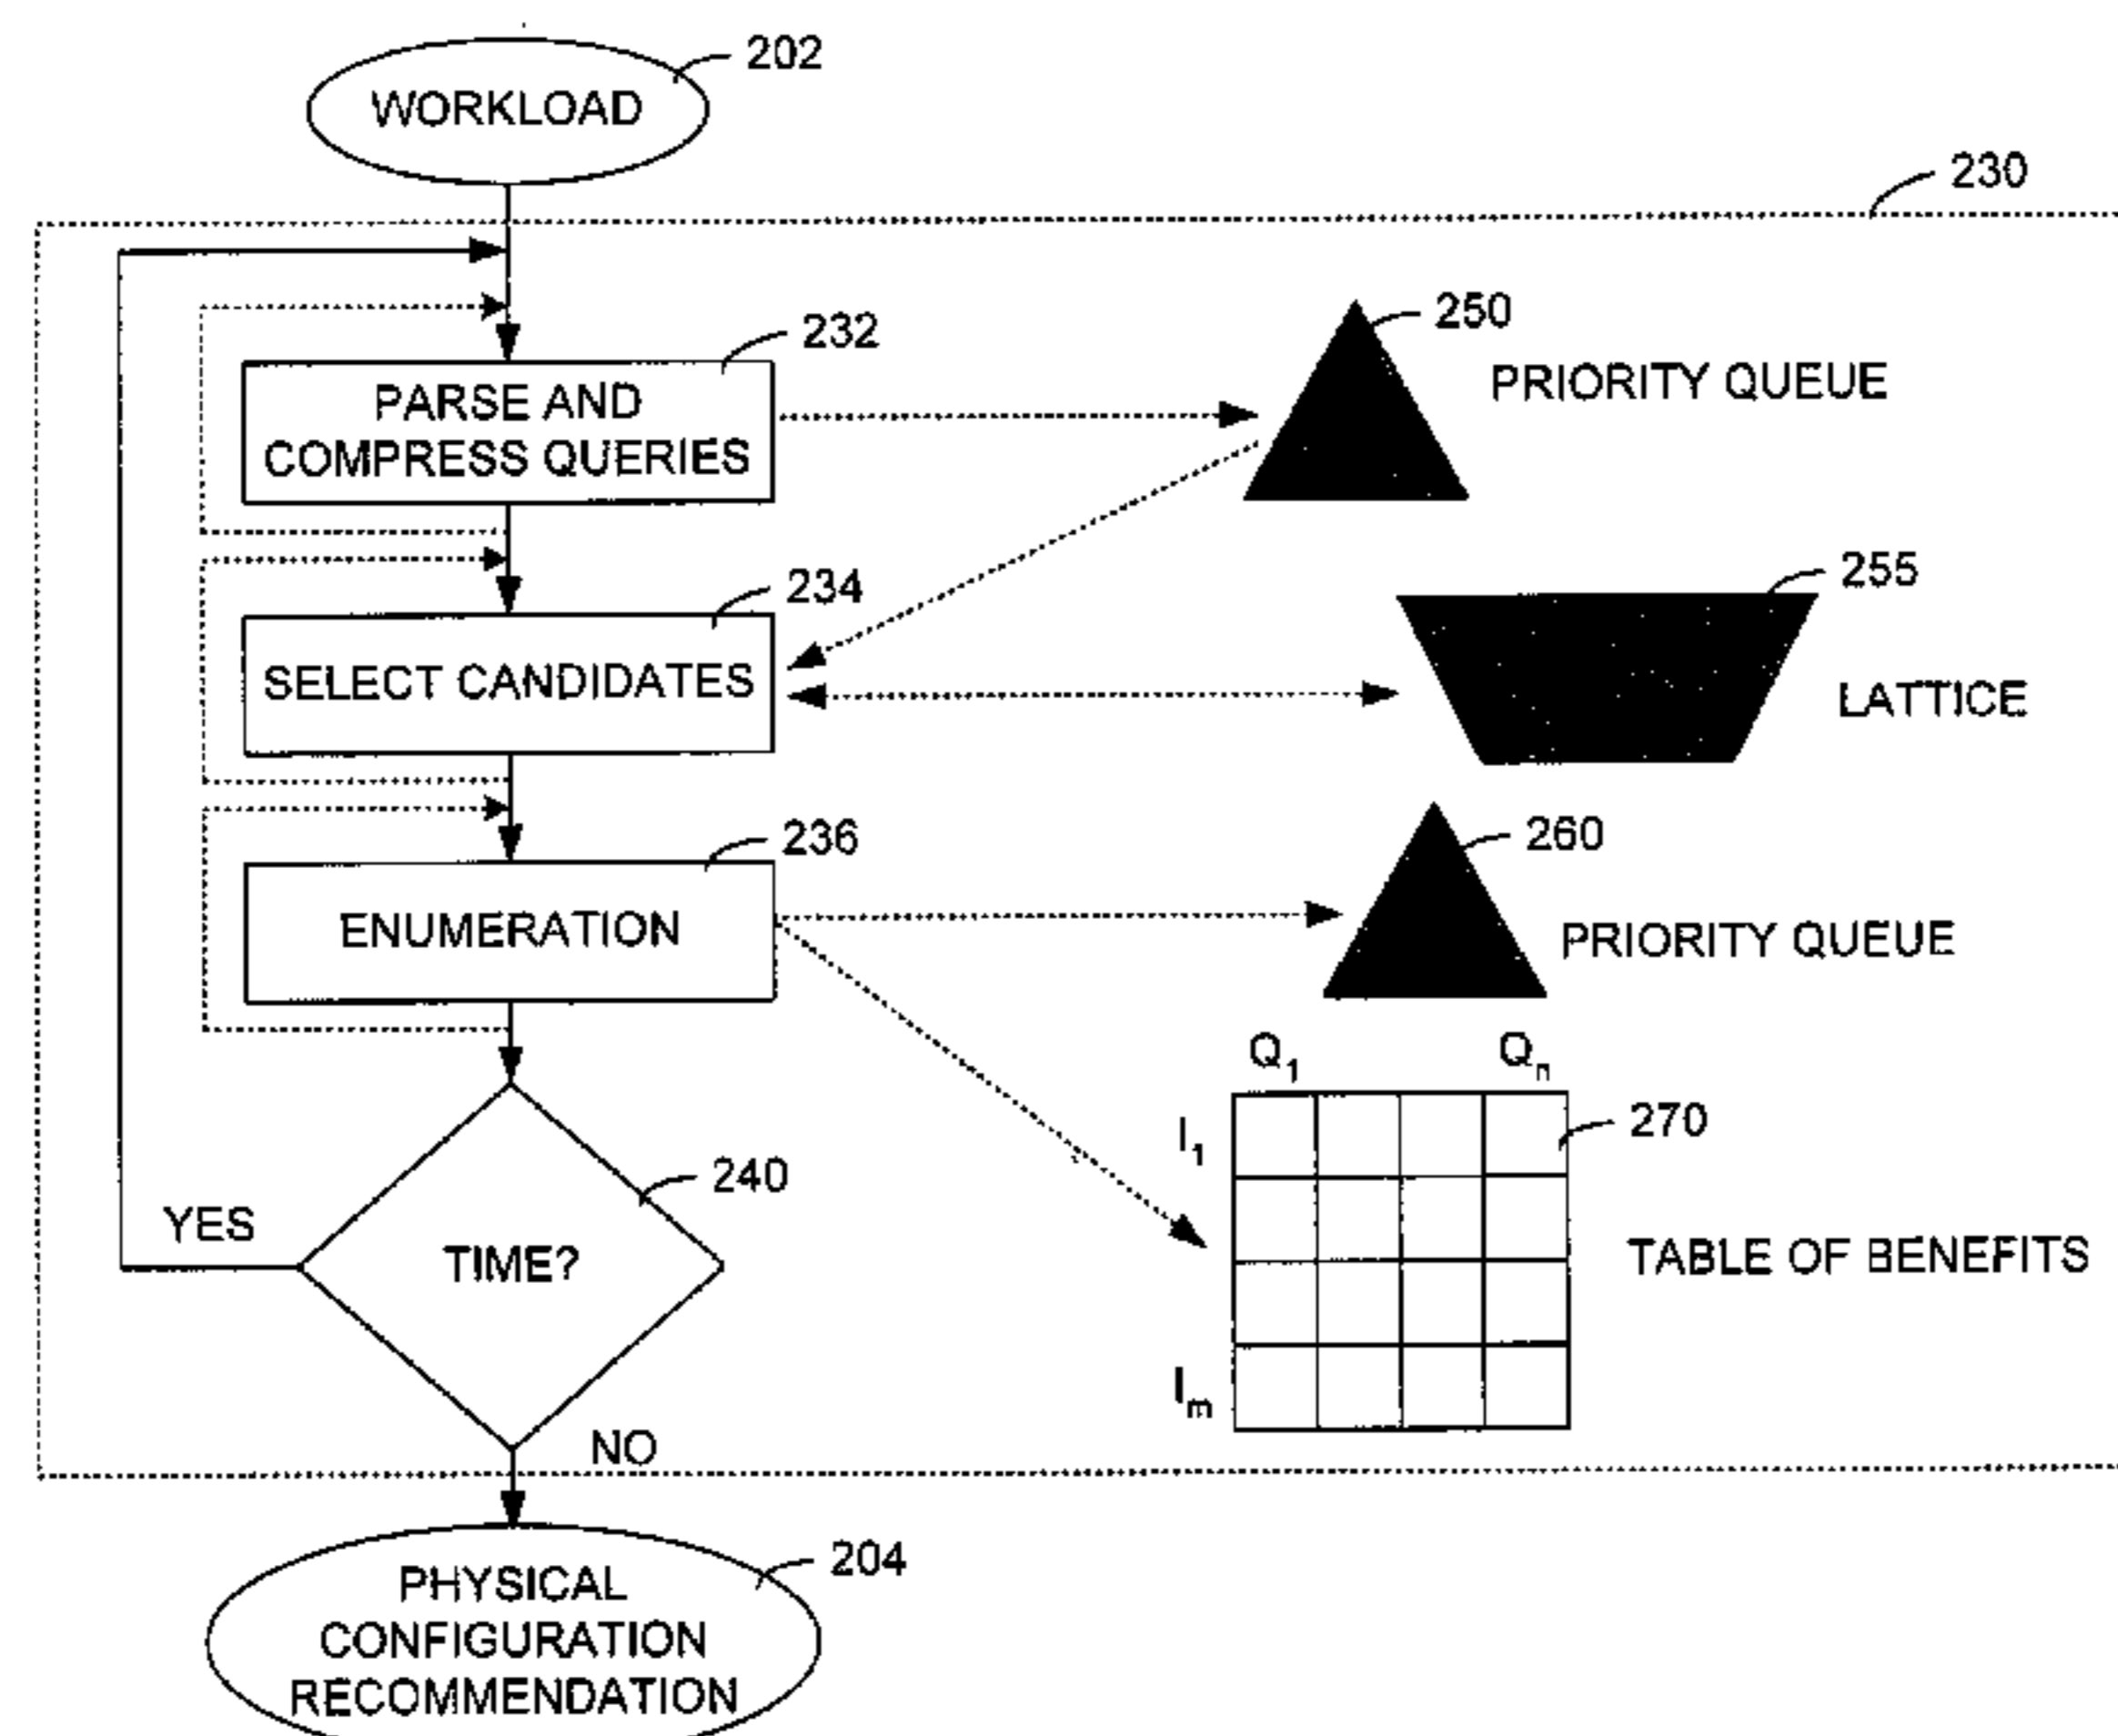 202
WORKLOAD
230
232
PARSE AND
COMPRESS QUERIES
250
PRIORITY QUEUE
234
SELECT CANDIDATES
255
LATTICE
236
ENUMERATION
260
PRIORITY QUEUE
Q1 Qn
I1
270
240
YES
TIME?
TABLE OF BENEFITS
Im
NO
204
PHYSICAL
CONFIGURATION
RECOMMENDATION